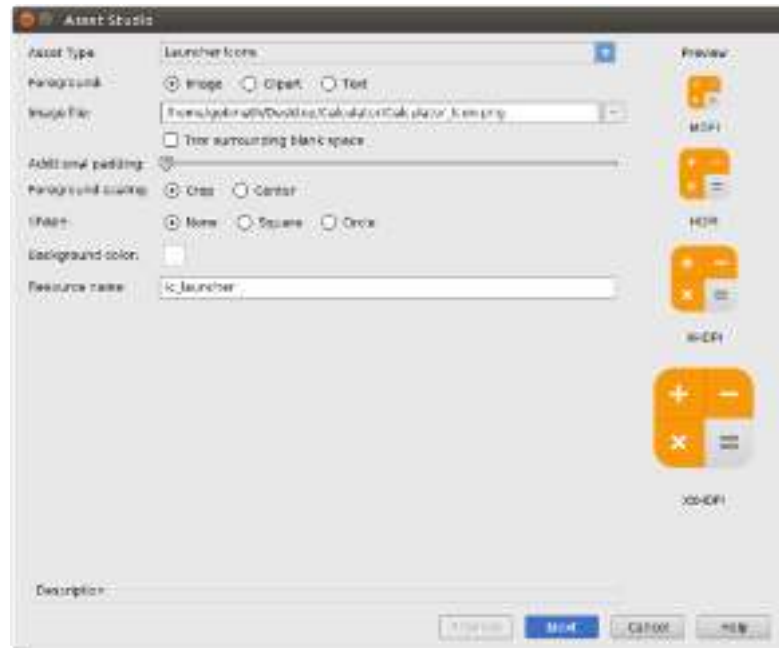 Asset Studio
Asset Type: Launcher Icons
Preview
Foreground: Image Clipart Text
Image file:
MDPI
Trim surrounding blank space
Additional padding:
Foreground scaling: Crop Center
HDPI
Shape: None Square Circle
Background color:
Resource name: ic_launcher
XHDPI
XXHDPI
Description
Previous Next Cancel Help